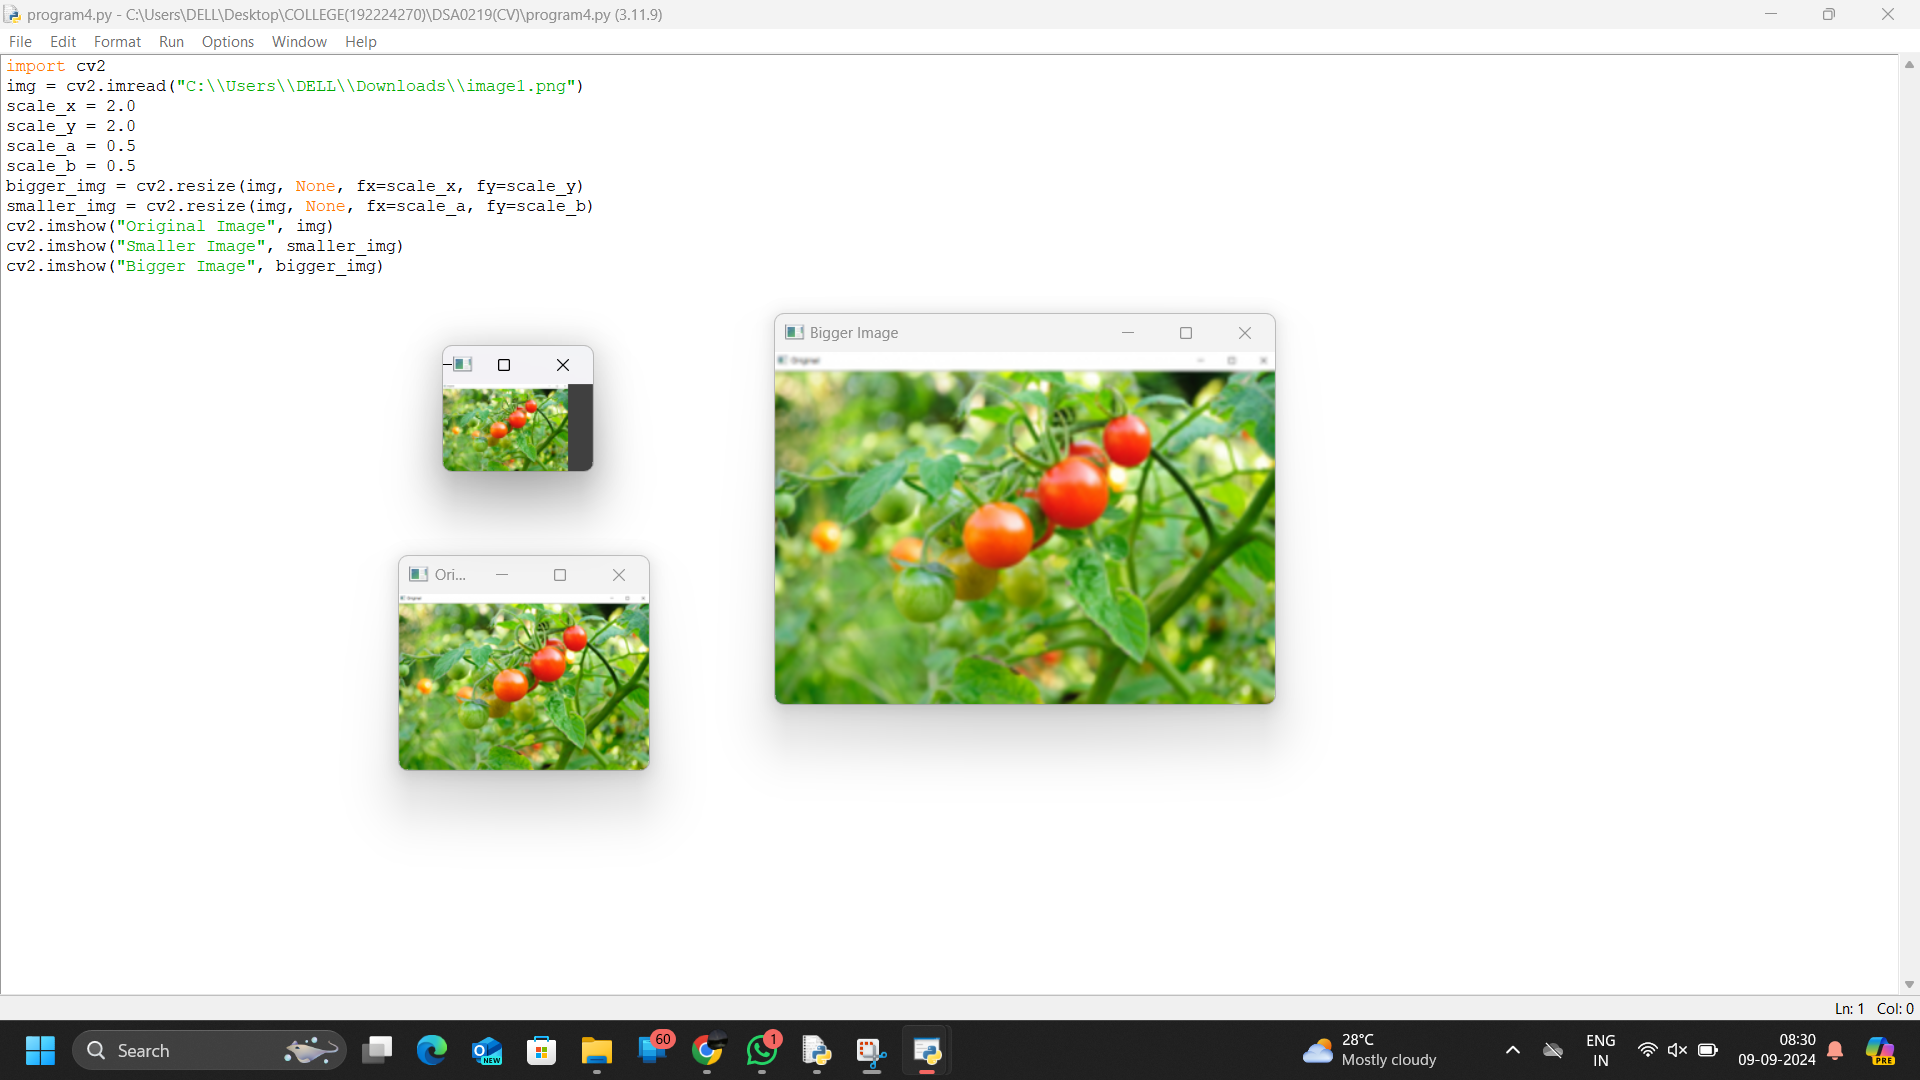 program4.py - C:\Users\DELL\Desktop\COLLEGE(192224270)\DSA0219(CV)\program4.py (3.11.9)
File Edit Format Run Options Window Help
import cv2
img = cv2.imread("C:\\Users\\DELL\\Downloads\\image1.png")
scale_x = 2.0
scale_y = 2.0
scale_a = 0.5
scale_b = 0.5
bigger_img = cv2.resize(img, None, fx=scale_x, fy=scale_y)
smaller_img = cv2.resize(img, None, fx=scale_a, fy=scale_b)
cv2.imshow("Original Image", img)
cv2.imshow("Smaller Image", smaller_img)
cv2.imshow("Bigger Image", bigger_img)
Bigger Image
Original
Ori...
Original
Ln: 1 Col: 0
Search
NEW
60
1
28°C
Mostly cloudy
ENG
IN
08:30
09-09-2024
PRE